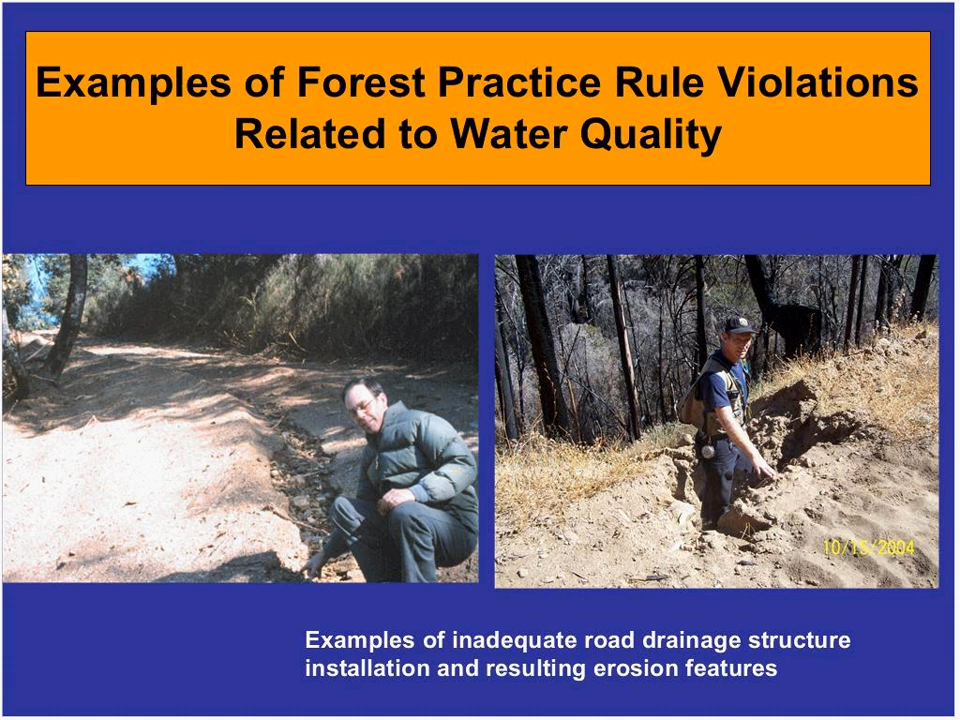 Examples of Forest Practice Rule Violations
Related to Water Quality
10/15/2004
Examples of inadequate road drainage structure
installation and resulting erosion features